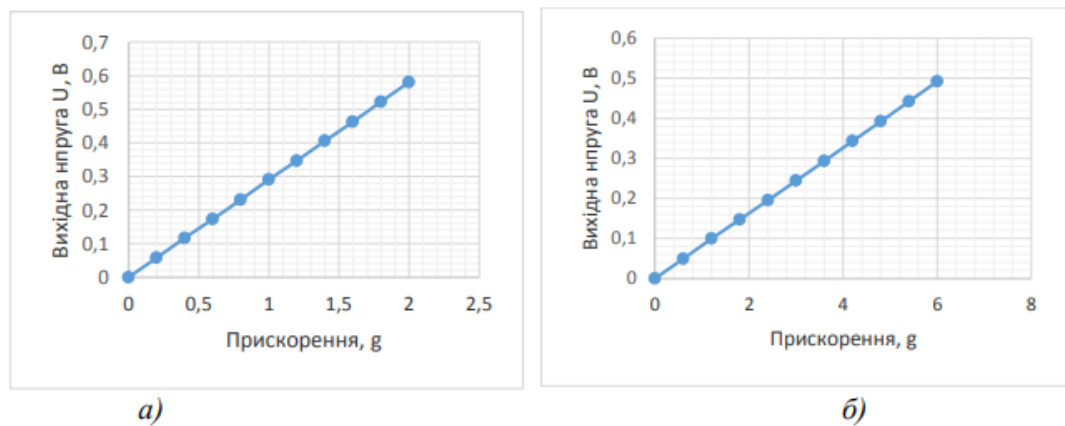 0,7
0,6
0,5
0,4
0,3
0,2
0,1
0
Вихідна нпруга U, В
0 0,5 1 1,5 2 2,5
Прискорення, g
0,6
0,5
0,4
0,3
0,2
0,1
0
Вихідна нпруга U, В
0 2 4 6 8
Прискорення, g
а) б)